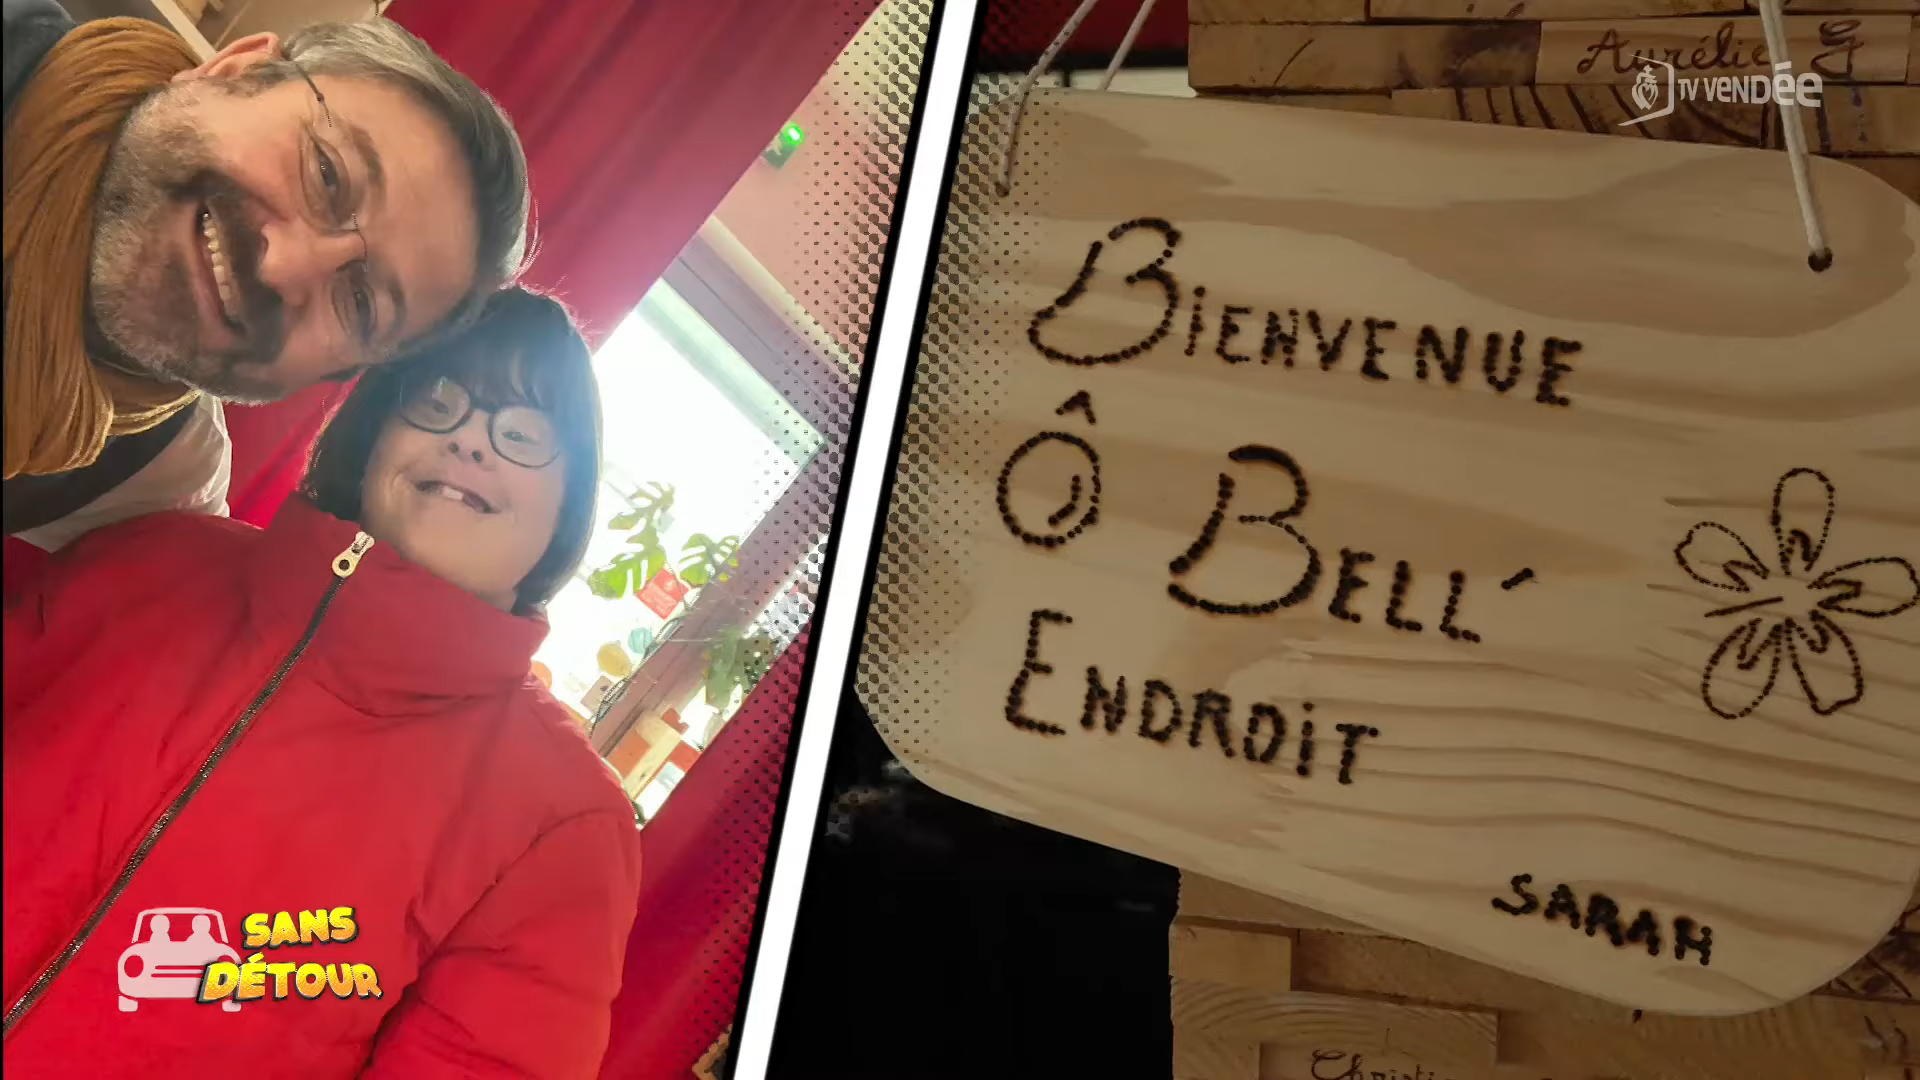 Aurélie G
TV VENDÉE
BIENVENUE
Ô BELL'
ENDROIT
SARAH
SANS
DÉTOUR